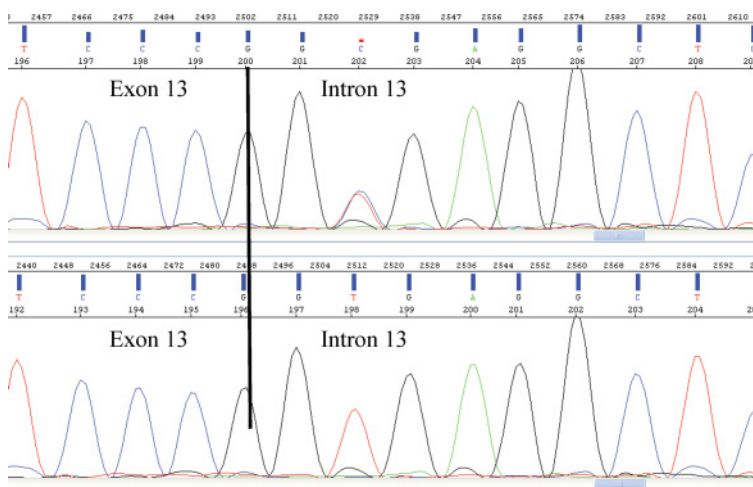 2457 2466 2475 2484 2493 2502 2511 2520 2529 2538 2547 2556 2565 2574 2583 2592 2601 2610
T C C C G G C G A G G C T
196 197 198 199 200 201 202 203 204 205 206 207 208
Exon 13 Intron 13
2440 2448 2456 2464 2472 2480 2496 2504 2512 2520 2528 2536 2544 2552 2560 2568 2576 2584 2592
T C C C G G T G A G G C T
192 193 194 195 196 197 198 199 200 201 202 203 204
Exon 13 Intron 13